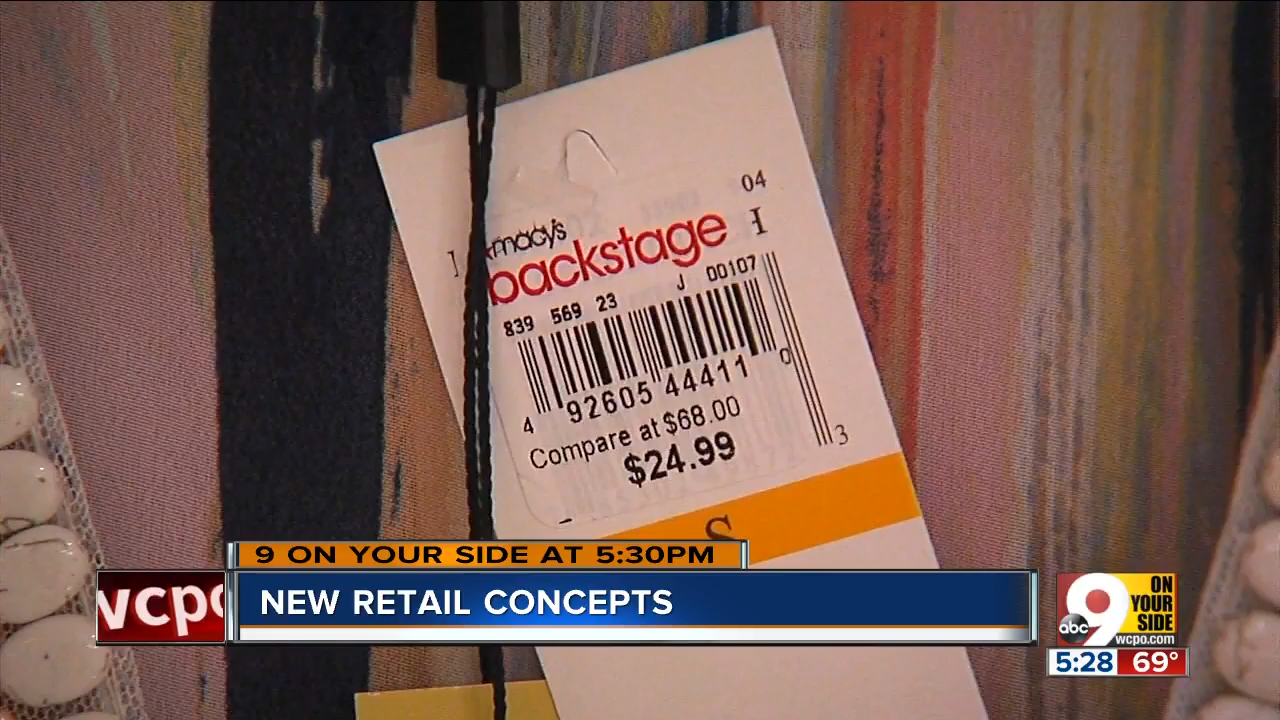 04
I I
macy's
backstage
839 569 23 J 00107
4 92605 44411 0
3
Compare at $68.00
$24.99
S
9 ON YOUR SIDE AT 5:30PM
wcpo
NEW RETAIL CONCEPTS
abc 9 ON
YOUR
SIDE
wcpo.com
5:28 69°